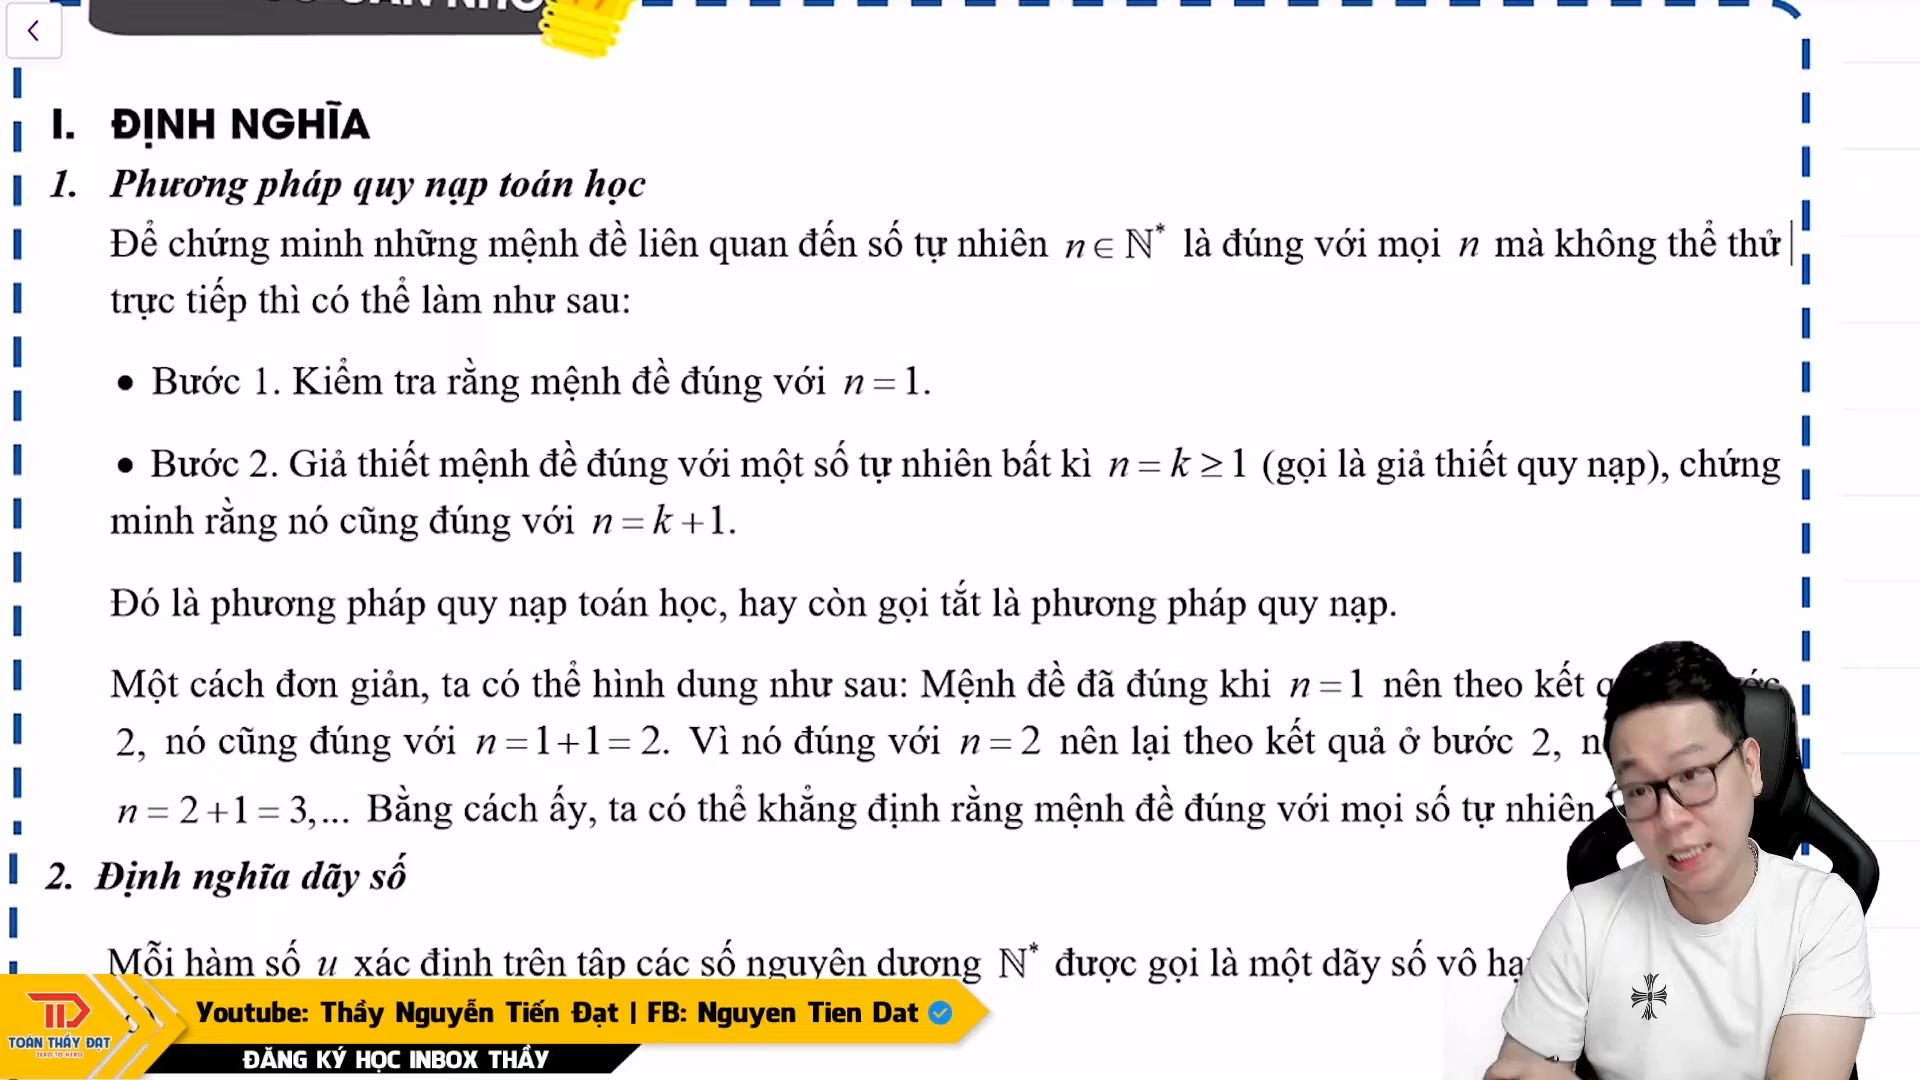 I. ĐỊNH NGHĨA
1. Phương pháp quy nạp toán học
Để chứng minh những mệnh đề liên quan đến số tự nhiên n ∈ ℕ* là đúng với mọi n mà không thể thử
trực tiếp thì có thể làm như sau:
• Bước 1. Kiểm tra rằng mệnh đề đúng với n = 1.
• Bước 2. Giả thiết mệnh đề đúng với một số tự nhiên bất kì n = k ≥ 1 (gọi là giả thiết quy nạp), chứng
minh rằng nó cũng đúng với n = k + 1.
Đó là phương pháp quy nạp toán học, hay còn gọi tắt là phương pháp quy nạp.
Một cách đơn giản, ta có thể hình dung như sau: Mệnh đề đã đúng khi n = 1 nên theo kết
2, nó cũng đúng với n = 1 + 1 = 2. Vì nó đúng với n = 2 nên lại theo kết quả ở bước 2,
n = 2 + 1 = 3,... Bằng cách ấy, ta có thể khẳng định rằng mệnh đề đúng với mọi số tự nhiên
2. Định nghĩa dãy số
Mỗi hàm số u xác định trên tập các số nguyên dương ℕ* được gọi là một dãy số vô
Youtube: Thầy Nguyễn Tiến Đạt | FB: Nguyen Tien Dat
TOÁN THẦY ĐẠT
ZERO TO HERO
ĐĂNG KÝ HỌC INBOX THẦY